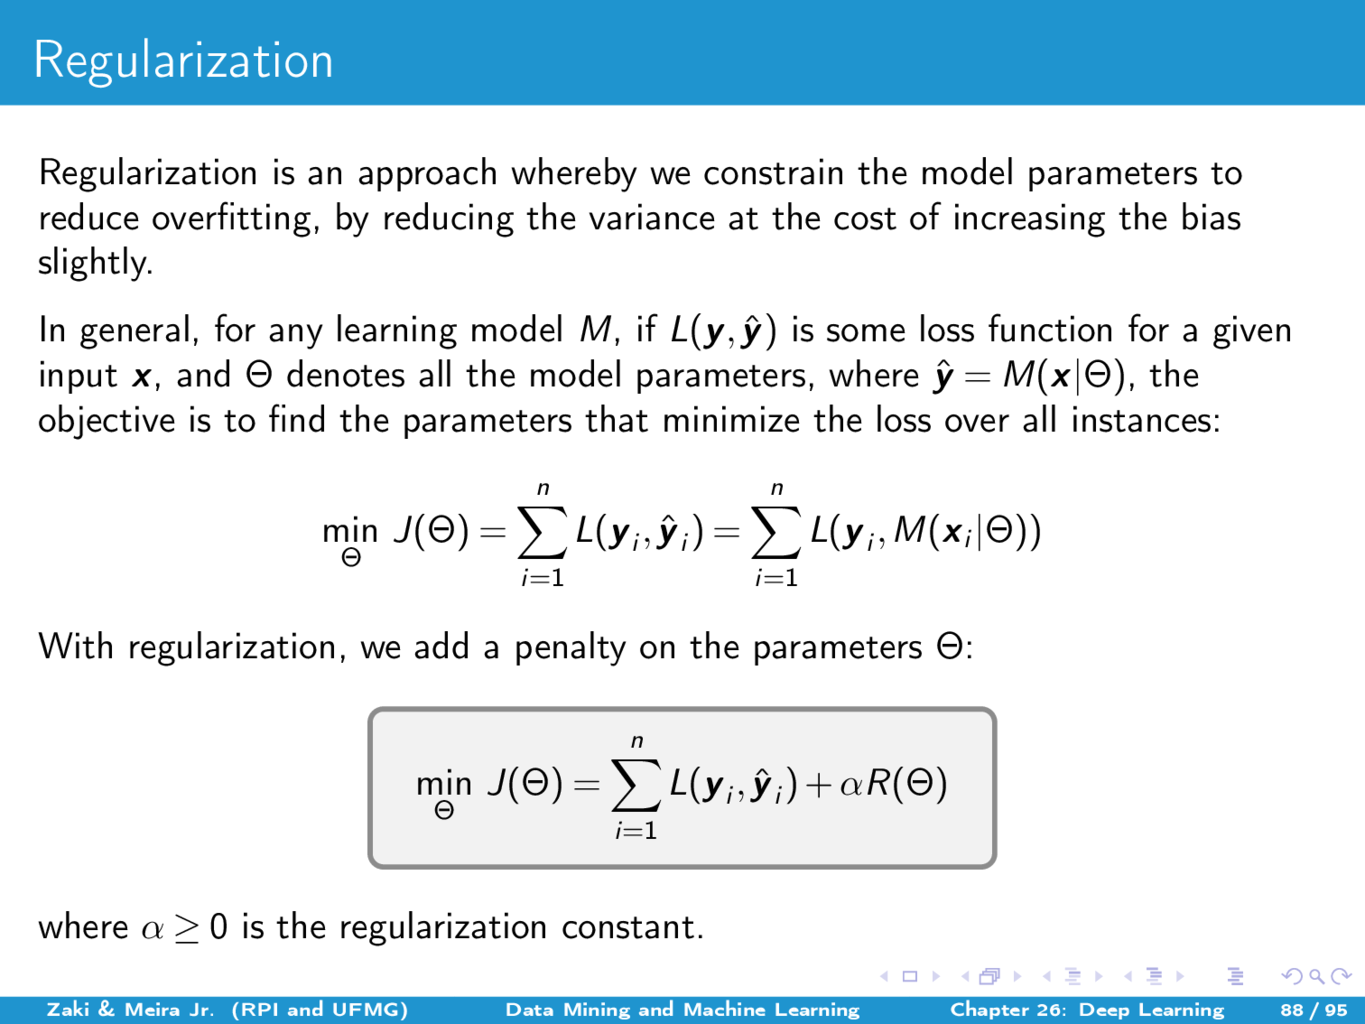 Regularization
Regularization is an approach whereby we constrain the model parameters to
reduce overfitting, by reducing the variance at the cost of increasing the bias
slightly.
In general, for any learning model M, if L(y, ŷ) is some loss function for a given
input x, and Θ denotes all the model parameters, where ŷ = M(x|Θ), the
objective is to find the parameters that minimize the loss over all instances:
min_Θ J(Θ) = ∑_{i=1}^{n} L(y_i, ŷ_i) = ∑_{i=1}^{n} L(y_i, M(x_i|Θ))
With regularization, we add a penalty on the parameters Θ:
min_Θ J(Θ) = ∑_{i=1}^{n} L(y_i, ŷ_i) + αR(Θ)
where α ≥ 0 is the regularization constant.
Zaki & Meira Jr. (RPI and UFMG) Data Mining and Machine Learning Chapter 26: Deep Learning 88 / 95